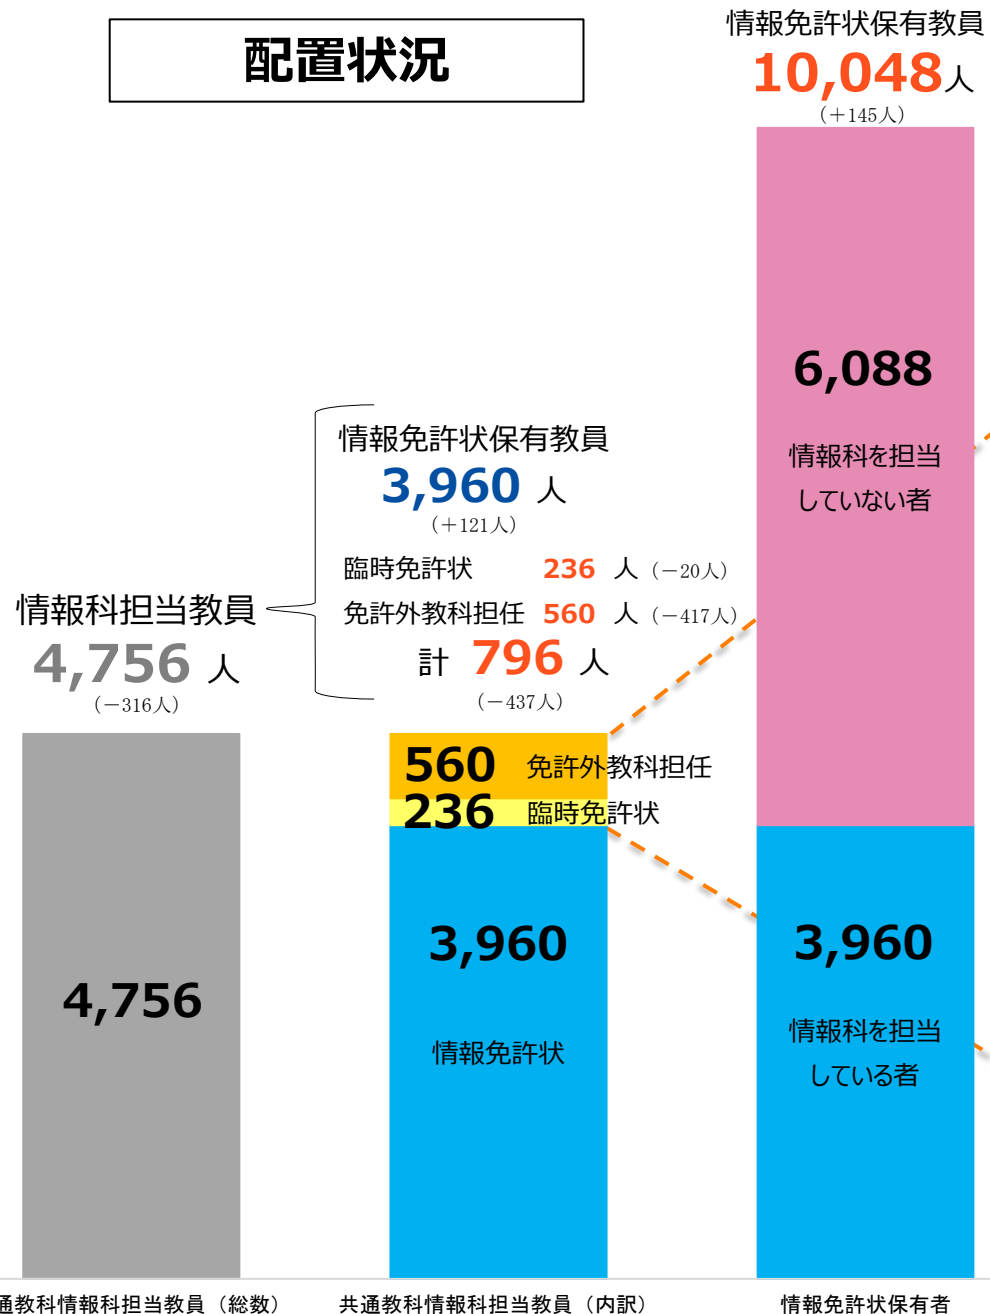 配置状況
情報免許状保有教員
10,048人
（＋145人）
6,088
情報科を担当
していない者
情報免許状保有教員
3,960 人
（＋121人）
臨時免許状 236 人（－20人）
免許外教科担任 560 人（－417人）
計 796 人
（－437人）
情報科担当教員
4,756 人
（－316人）
560 免許外教科担任
236 臨時免許状
4,756
3,960
情報免許状
3,960
情報科を担当
している者
通教科情報科担当教員（総数）
共通教科情報科担当教員（内訳）
情報免許状保有者